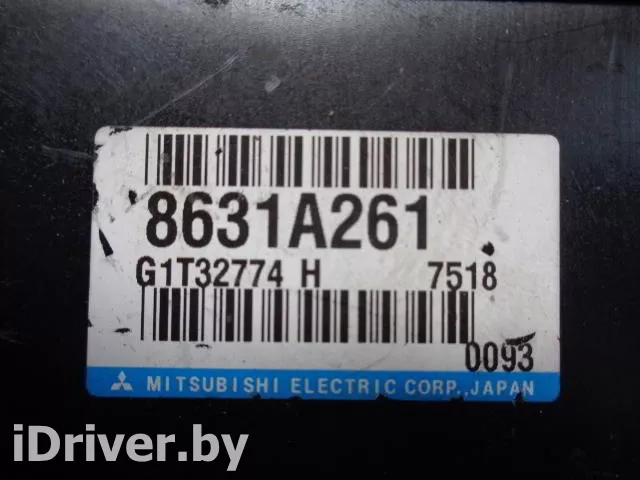 8631A261
G1T32774 H 7518
0093
MITSUBISHI ELECTRIC CORP., JAPAN
iDriver.by